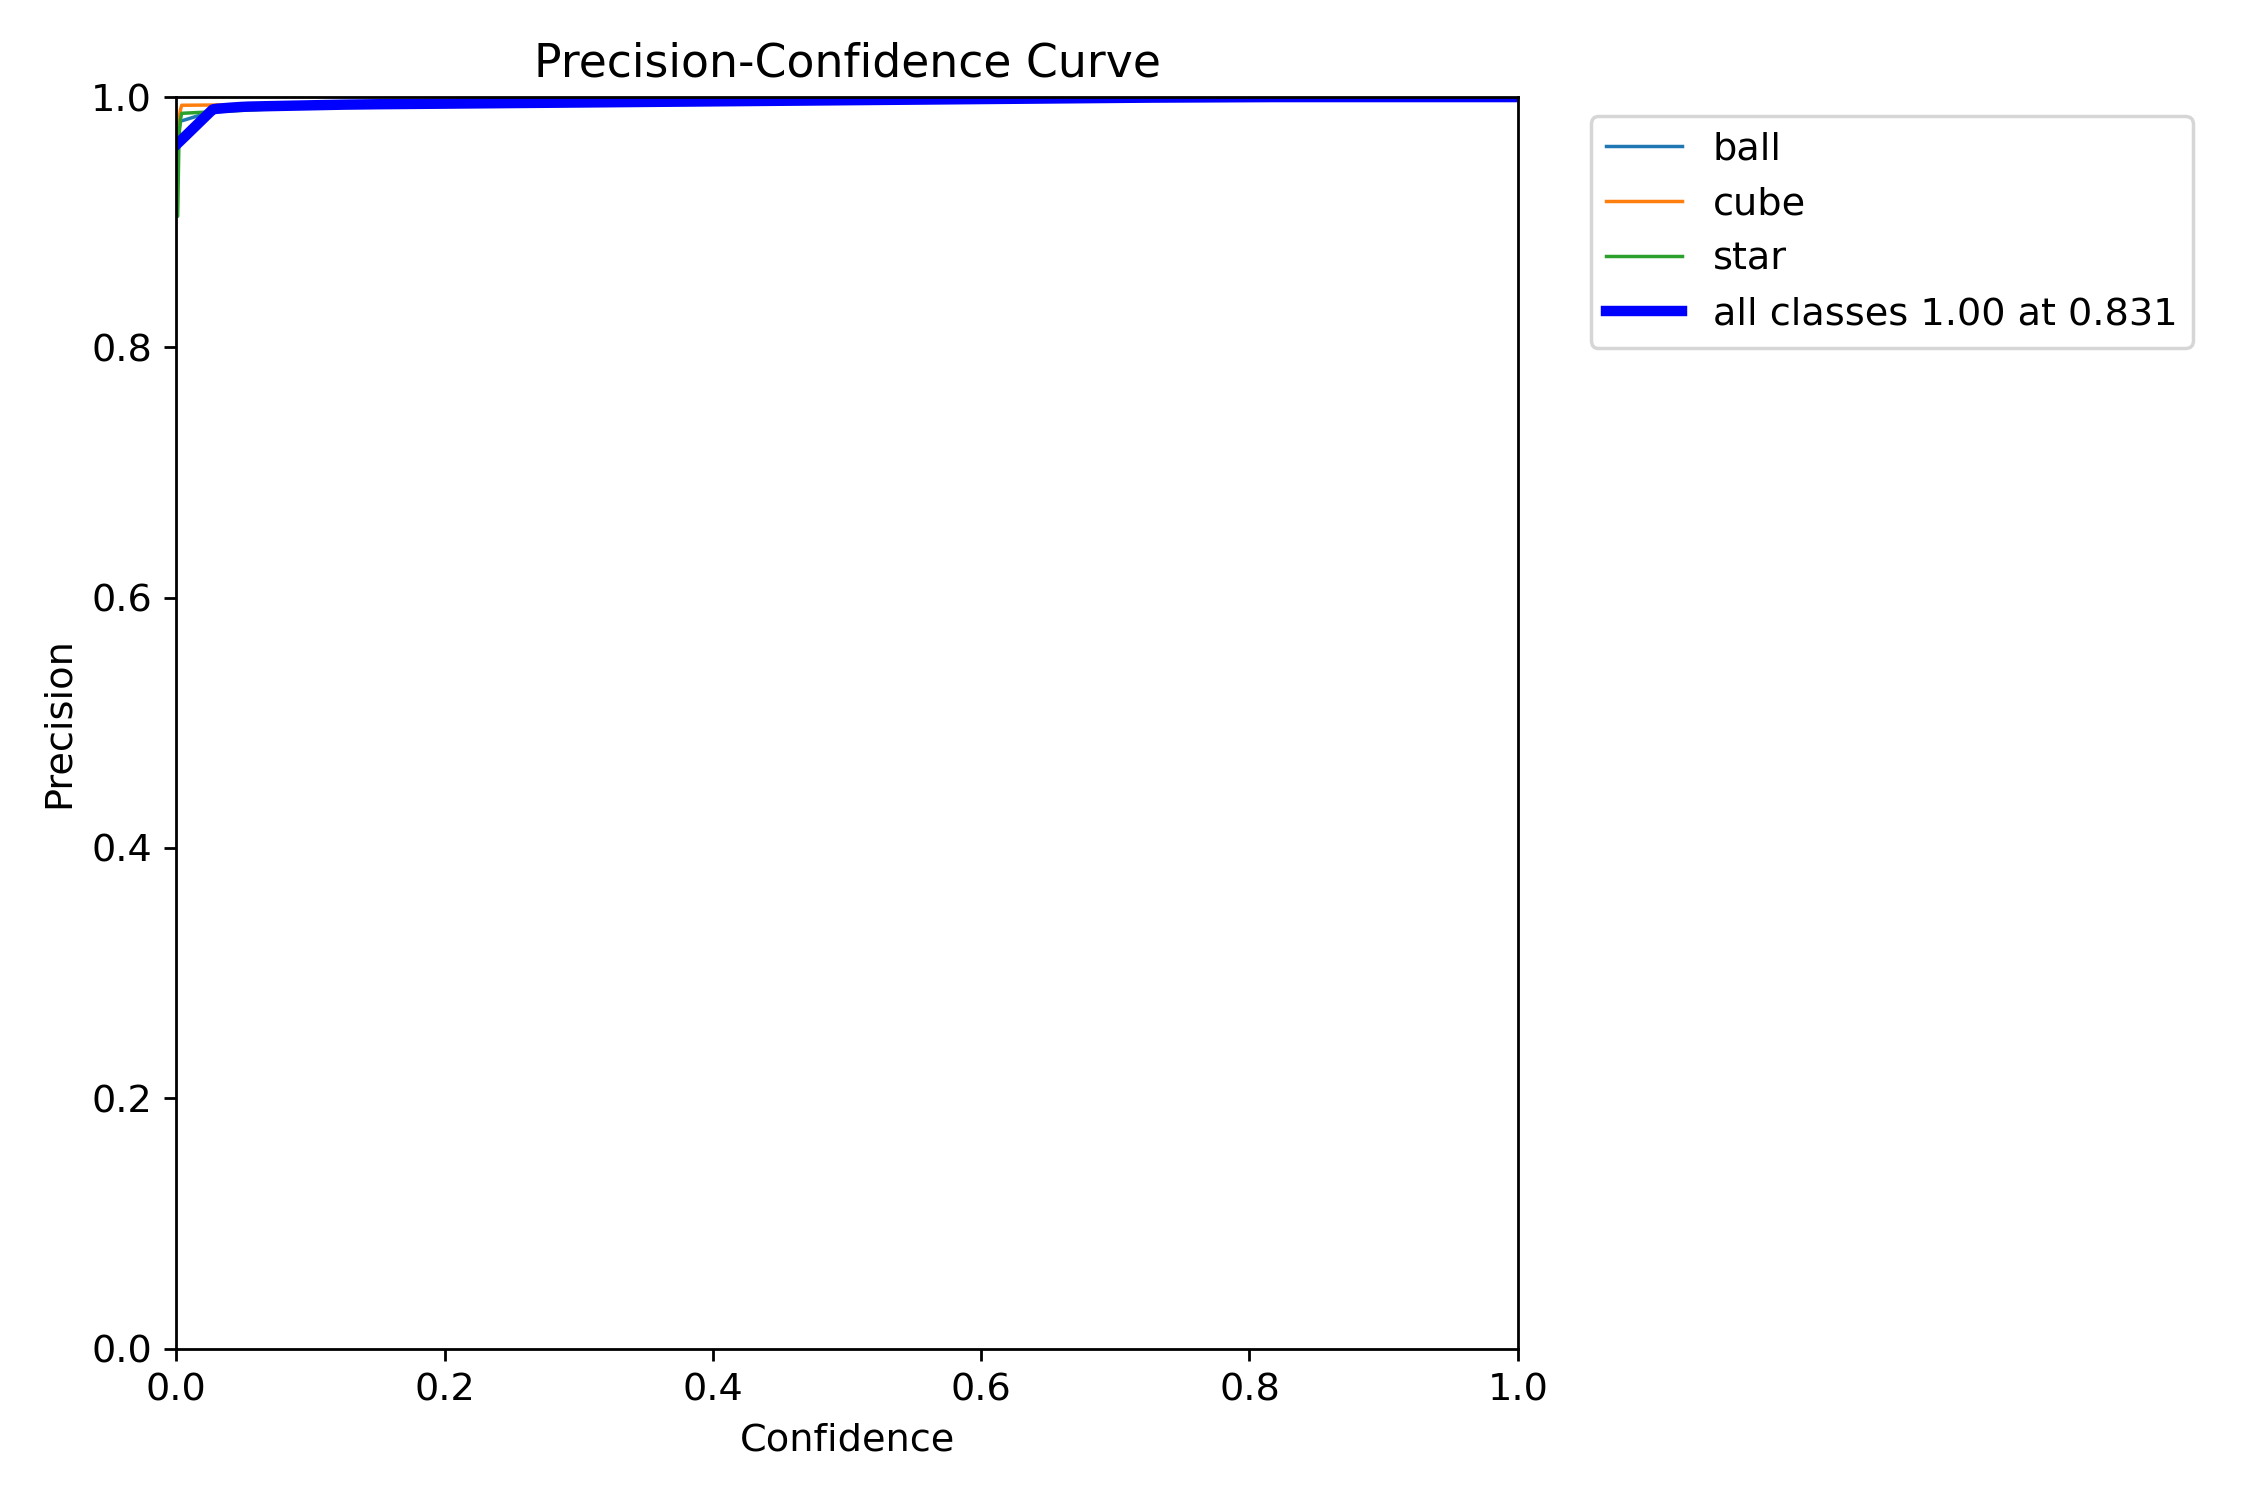 Precision-Confidence Curve
1.0
0.8
0.6
0.4
0.2
0.0
Precision
0.0 0.2 0.4 0.6 0.8 1.0
Confidence
ball
cube
star
all classes 1.00 at 0.831